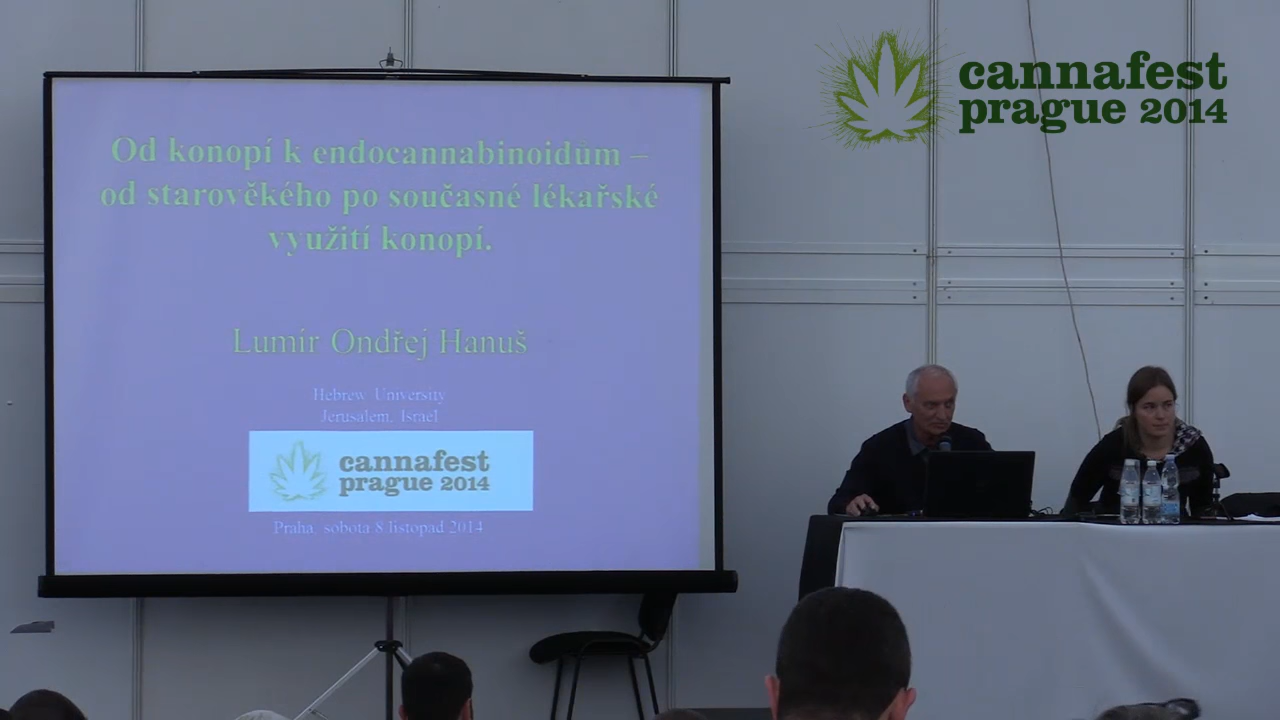 cannafest
prague 2014
Od konopí k endocannabinoidům –
od starověkého po současné lékařské
využití konopí.
Lumír Ondřej Hanuš
Hebrew University
Jerusalem, Israel
cannafest
prague 2014
Praha, sobota 8 listopad 2014